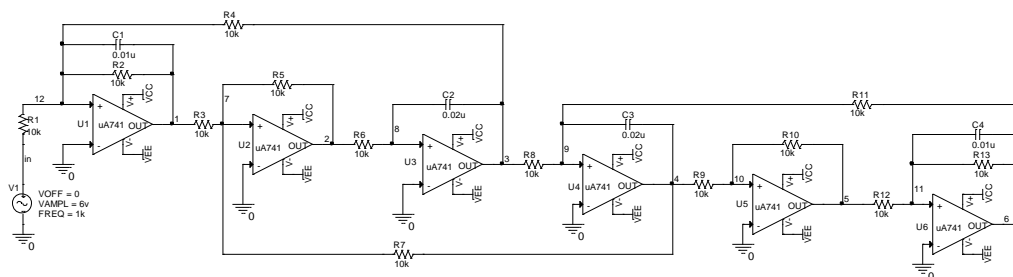 R4
10k
C1
0.01u
R2
10k
12
R1
10k
in
V1
VOFF = 0
VAMPL = 6v
FREQ = 1k
0
0
+
-
U1
uA741
V+
V-
OUT
VCC
VEE
1
R3
10k
7
R5
10k
+
-
U2
uA741
V+
V-
OUT
VCC
VEE
0
2
R6
10k
8
C2
0.02u
+
-
U3
uA741
V+
V-
OUT
VCC
VEE
0
3
R7
10k
R8
10k
9
R11
10k
C3
0.02u
+
-
U4
uA741
V+
V-
OUT
VCC
VEE
0
4
R9
10k
10
R10
10k
+
-
U5
uA741
V+
V-
OUT
VCC
VEE
0
5
R12
10k
11
C4
0.01u
R13
10k
+
-
U6
uA741
V+
V-
OUT
VCC
VEE
0
6